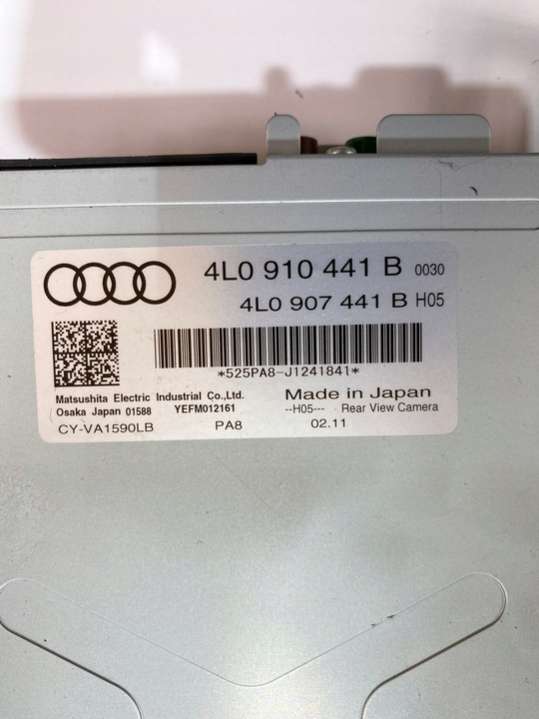 4L0 910 441 B 0030
4L0 907 441 B H05
*525PA8-J1241841*
Matsushita Electric Industrial Co.,Ltd.
Osaka Japan 01588 YEFM012161
Made in Japan
--H05--- Rear View Camera
CY-VA1590LB PA8 02.11